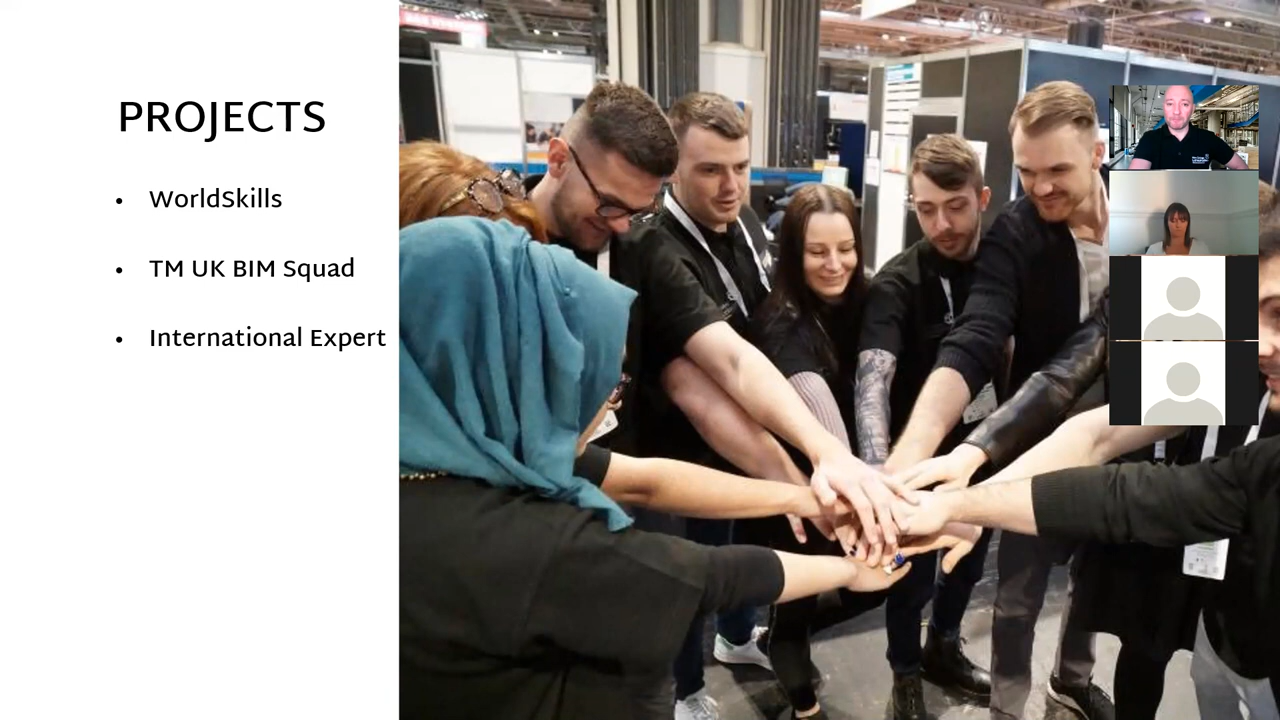 PROJECTS
• WorldSkills
• TM UK BIM Squad
• International Expert